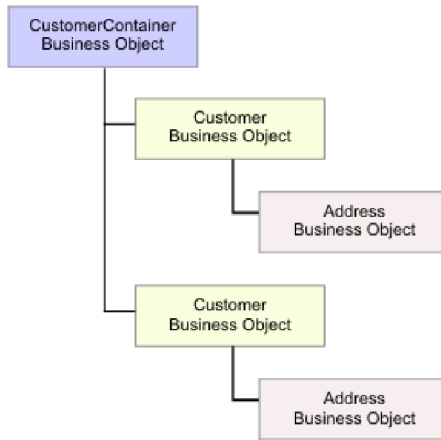 CustomerContainer
Business Object
Customer
Business Object
Address
Business Object
Customer
Business Object
Address
Business Object